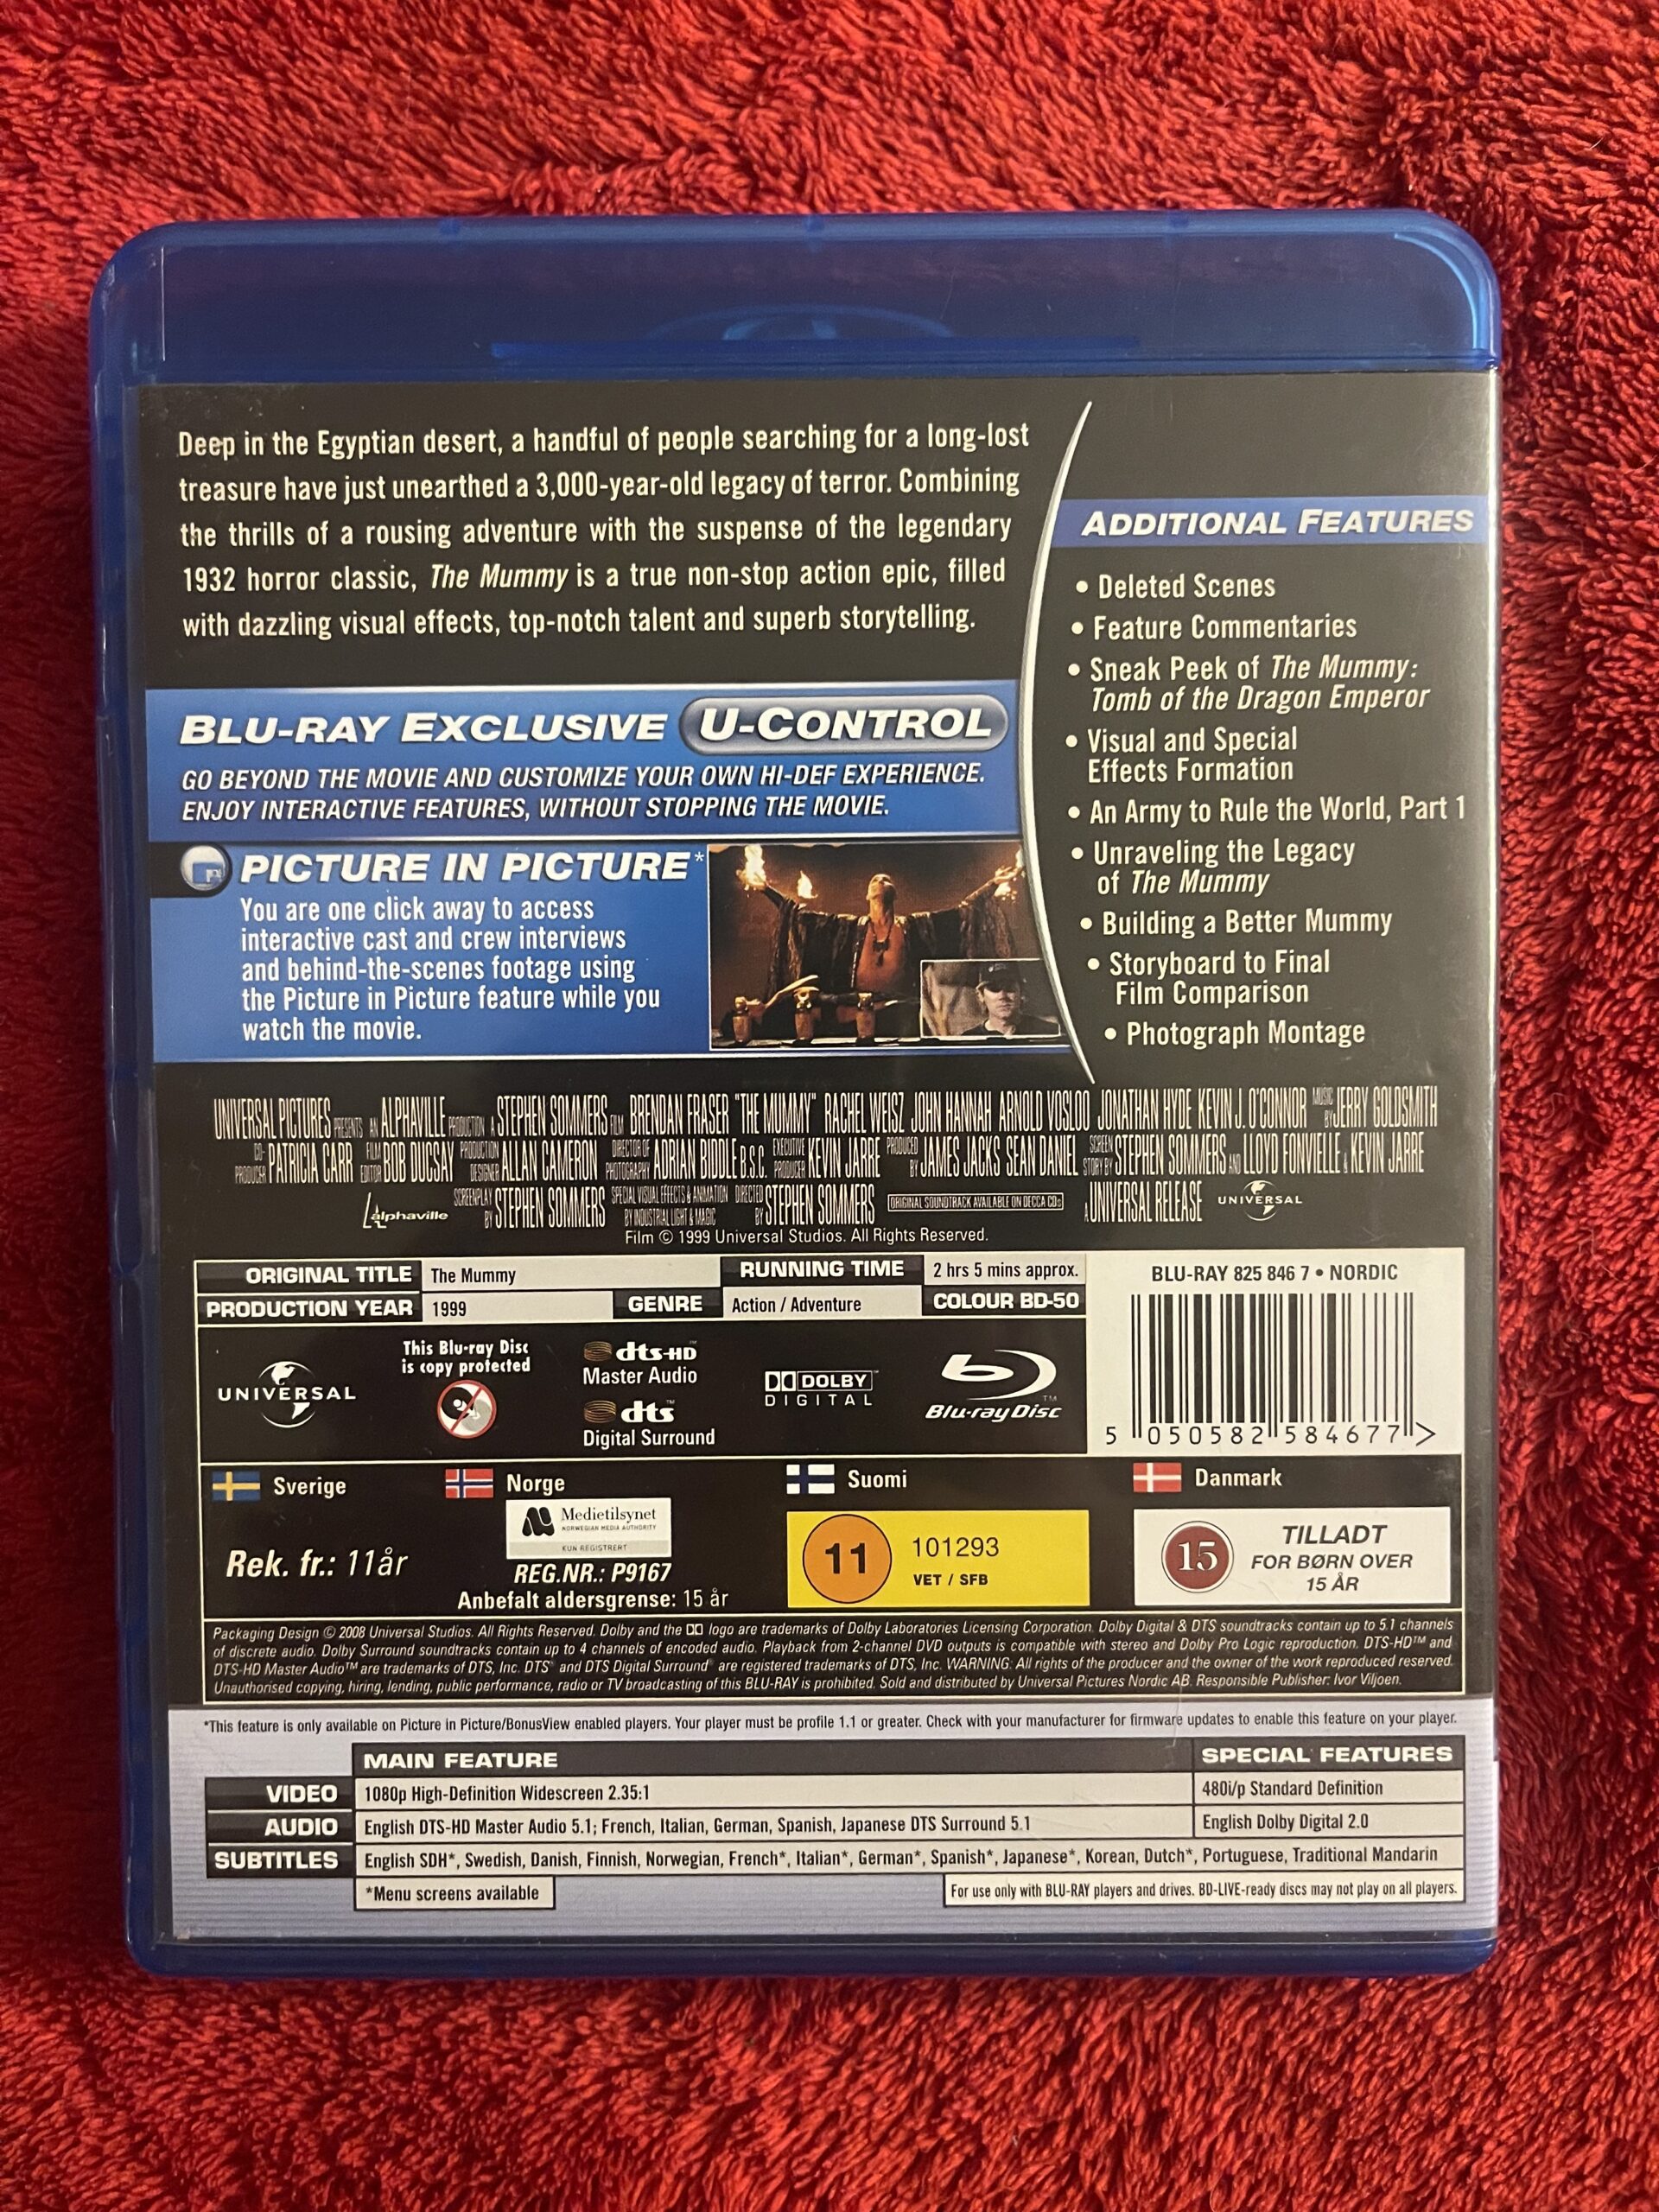 Deep in the Egyptian desert, a handful of people searching for a long-lost
treasure have just unearthed a 3,000-year-old legacy of terror. Combining
the thrills of a rousing adventure with the suspense of the legendary
1932 horror classic, The Mummy is a true non-stop action epic, filled
with dazzling visual effects, top-notch talent and superb storytelling.
BLU-RAY EXCLUSIVE U-CONTROL
GO BEYOND THE MOVIE AND CUSTOMIZE YOUR OWN HI-DEF EXPERIENCE.
ENJOY INTERACTIVE FEATURES, WITHOUT STOPPING THE MOVIE.
PICTURE IN PICTURE*
You are one click away to access
interactive cast and crew interviews
and behind-the-scenes footage using
the Picture in Picture feature while you
watch the movie.
ADDITIONAL FEATURES
• Deleted Scenes
• Feature Commentaries
• Sneak Peek of The Mummy:
Tomb of the Dragon Emperor
• Visual and Special
Effects Formation
• An Army to Rule the World, Part 1
• Unraveling the Legacy
of The Mummy
• Building a Better Mummy
• Storyboard to Final
Film Comparison
• Photograph Montage
UNIVERSAL PICTURES PRESENTS AN ALPHAVILLE PRODUCTION A STEPHEN SOMMERS FILM BRENDAN FRASER "THE MUMMY" RACHEL WEISZ JOHN HANNAH ARNOLD VOSLOO JONATHAN HYDE KEVIN J. O'CONNOR MUSIC BY JERRY GOLDSMITH
CO-PRODUCER PATRICIA CARR FILM EDITOR BOB DUCSAY PRODUCTION DESIGNER ALLAN CAMERON DIRECTOR OF PHOTOGRAPHY ADRIAN BIDDLE B.S.C. EXECUTIVE PRODUCER KEVIN JARRE PRODUCED BY JAMES JACKS SEAN DANIEL SCREEN STORY BY STEPHEN SOMMERS AND LLOYD FONVIELLE & KEVIN JARRE
alphaville SCREENPLAY BY STEPHEN SOMMERS SPECIAL VISUAL EFFECTS & ANIMATION BY INDUSTRIAL LIGHT & MAGIC DIRECTED BY STEPHEN SOMMERS ORIGINAL SOUNDTRACK AVAILABLE ON DECCA CDs A UNIVERSAL RELEASE UNIVERSAL
Film © 1999 Universal Studios. All Rights Reserved.
ORIGINAL TITLE The Mummy RUNNING TIME 2 hrs 5 mins approx.
PRODUCTION YEAR 1999 GENRE Action / Adventure COLOUR BD-50
BLU-RAY 825 846 7 • NORDIC
5 050582 584677 >
UNIVERSAL
This Blu-ray Disc
is copy protected
dts-HD™
Master Audio
dts
Digital Surround
DOLBY
DIGITAL
Blu-ray Disc™
Sverige
Rek. fr.: 11år
Norge
Medietilsynet
NORWEGIAN MEDIA AUTHORITY
KUN REGISTRERT
REG.NR.: P9167
Anbefalt aldersgrense: 15 år
Suomi
11 101293
VET / SFB
Danmark
15 TILLADT
FOR BØRN OVER
15 ÅR
Packaging Design © 2008 Universal Studios. All Rights Reserved. Dolby and the DD logo are trademarks of Dolby Laboratories Licensing Corporation. Dolby Digital & DTS soundtracks contain up to 5.1 channels
of discrete audio. Dolby Surround soundtracks contain up to 4 channels of encoded audio. Playback from 2-channel DVD outputs is compatible with stereo and Dolby Pro Logic reproduction. DTS-HD™ and
DTS-HD Master Audio™ are trademarks of DTS, Inc. DTS® and DTS Digital Surround® are registered trademarks of DTS, Inc. WARNING: All rights of the producer and the owner of the work reproduced reserved.
Unauthorised copying, hiring, lending, public performance, radio or TV broadcasting of this BLU-RAY is prohibited. Sold and distributed by Universal Pictures Nordic AB. Responsible Publisher: Ivor Viljoen.
*This feature is only available on Picture in Picture/BonusView enabled players. Your player must be profile 1.1 or greater. Check with your manufacturer for firmware updates to enable this feature on your player.
MAIN FEATURE SPECIAL FEATURES
VIDEO 1080p High-Definition Widescreen 2.35:1 480i/p Standard Definition
AUDIO English DTS-HD Master Audio 5.1; French, Italian, German, Spanish, Japanese DTS Surround 5.1 English Dolby Digital 2.0
SUBTITLES English SDH*, Swedish, Danish, Finnish, Norwegian, French*, Italian*, German*, Spanish*, Japanese*, Korean, Dutch*, Portuguese, Traditional Mandarin
*Menu screens available
For use only with BLU-RAY players and drives. BD-LIVE-ready discs may not play on all players.